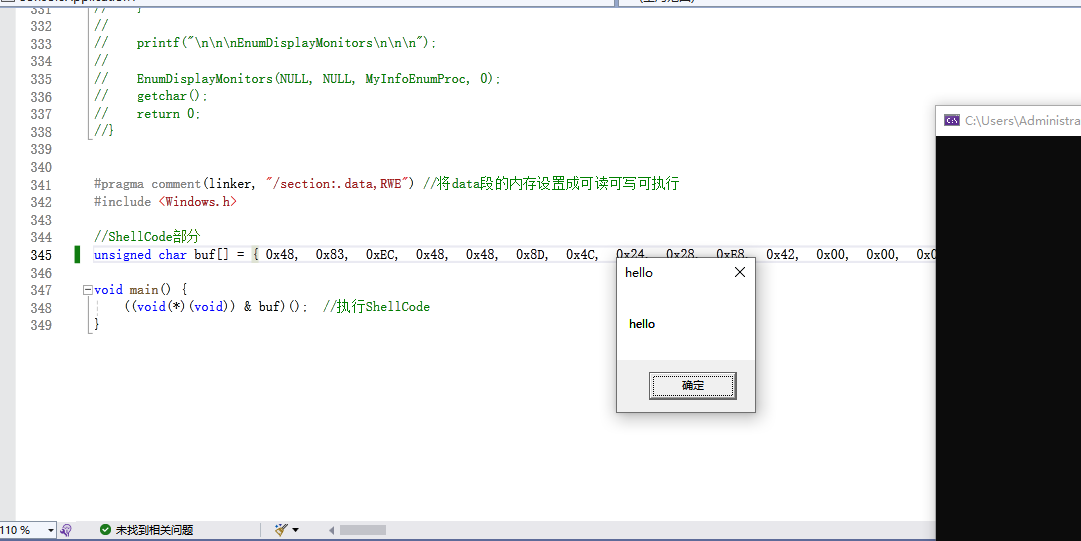 331 // }
332 //
333 // printf("\n\n\nEnumDisplayMonitors\n\n\n");
334 //
335 // EnumDisplayMonitors(NULL, NULL, MyInfoEnumProc, 0);
336 // getchar();
337 // return 0;
338 //}
339
340
341 #pragma comment(linker, "/section:.data,RWE") //将data段的内存设置成可读可写可执行
342 #include <Windows.h>
343
344 //ShellCode部分
345 unsigned char buf[] = { 0x48, 0x83, 0xEC, 0x48, 0x48, 0x8D, 0x4C, 0x24, 0x28, 0xE8, 0x42, 0x00, 0x00,
346
347 void main() {
348 ((void(*)(void)) & buf)(); //执行ShellCode
349 }
hello
hello
确定
C:\Users\Administra
110 %
未找到相关问题